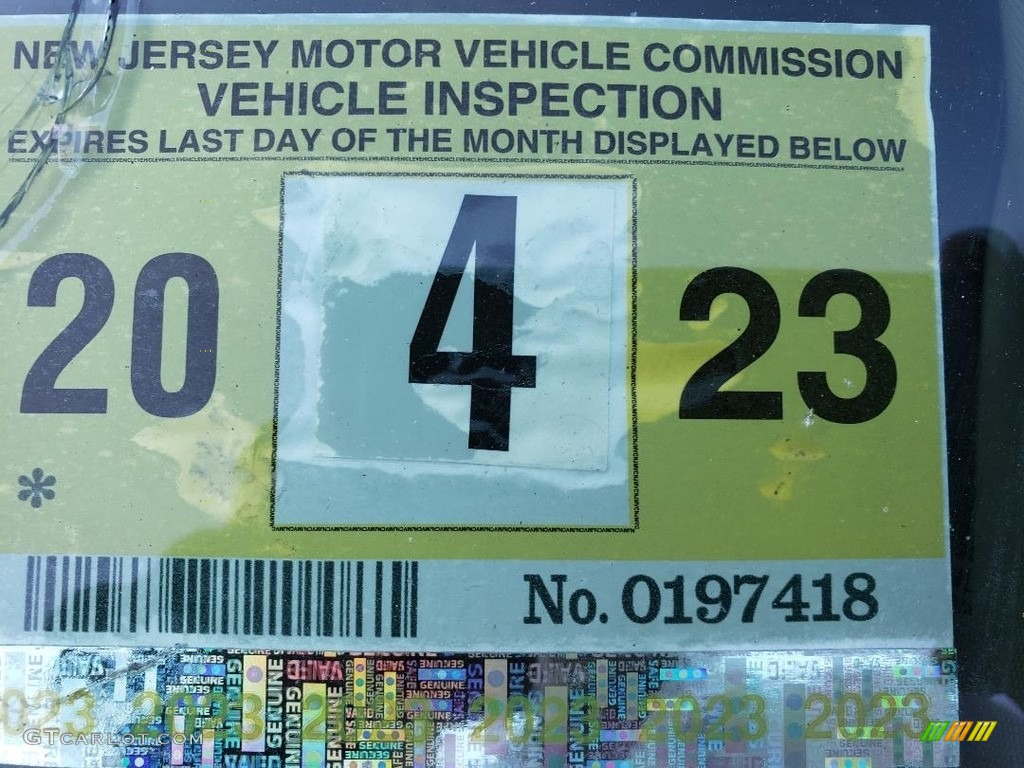 NEW JERSEY MOTOR VEHICLE COMMISSION
VEHICLE INSPECTION
EXPIRES LAST DAY OF THE MONTH DISPLAYED BELOW
20 4 23
*
No. 0197418
2023 2023 2023 2023 2023
GTcarlot.com